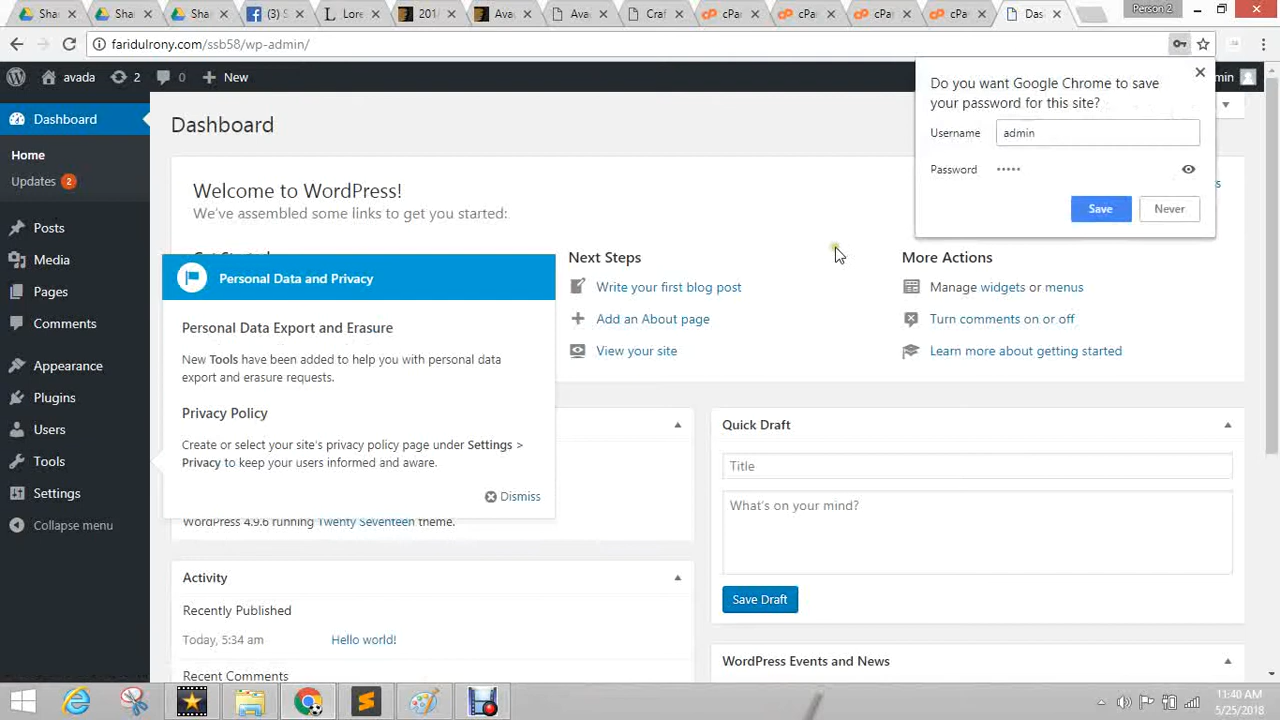 Share
Share
Share
(3) S
Lore
201
Ava
Ava
Craf
cPa
cPa
cPa
cPa
Das
Person 2
faridulrony.com/ssb58/wp-admin/
avada
2
0
New
min
Do you want Google Chrome to save
your password for this site?
Username
admin
Password
•••••
Save
Never
Dashboard
Home
Updates 2
Posts
Media
Pages
Comments
Appearance
Plugins
Users
Tools
Settings
Collapse menu
Dashboard
Welcome to WordPress!
We've assembled some links to get you started:
Personal Data and Privacy
Personal Data Export and Erasure
New Tools have been added to help you with personal data
export and erasure requests.
Privacy Policy
Create or select your site's privacy policy page under Settings >
Privacy to keep your users informed and aware.
Dismiss
WordPress 4.9.6 running Twenty Seventeen theme.
Next Steps
Write your first blog post
Add an About page
View your site
More Actions
Manage widgets or menus
Turn comments on or off
Learn more about getting started
Activity
Recently Published
Today, 5:34 am
Hello world!
Recent Comments
Quick Draft
Title
What's on your mind?
Save Draft
WordPress Events and News
11:40 AM
5/25/2018